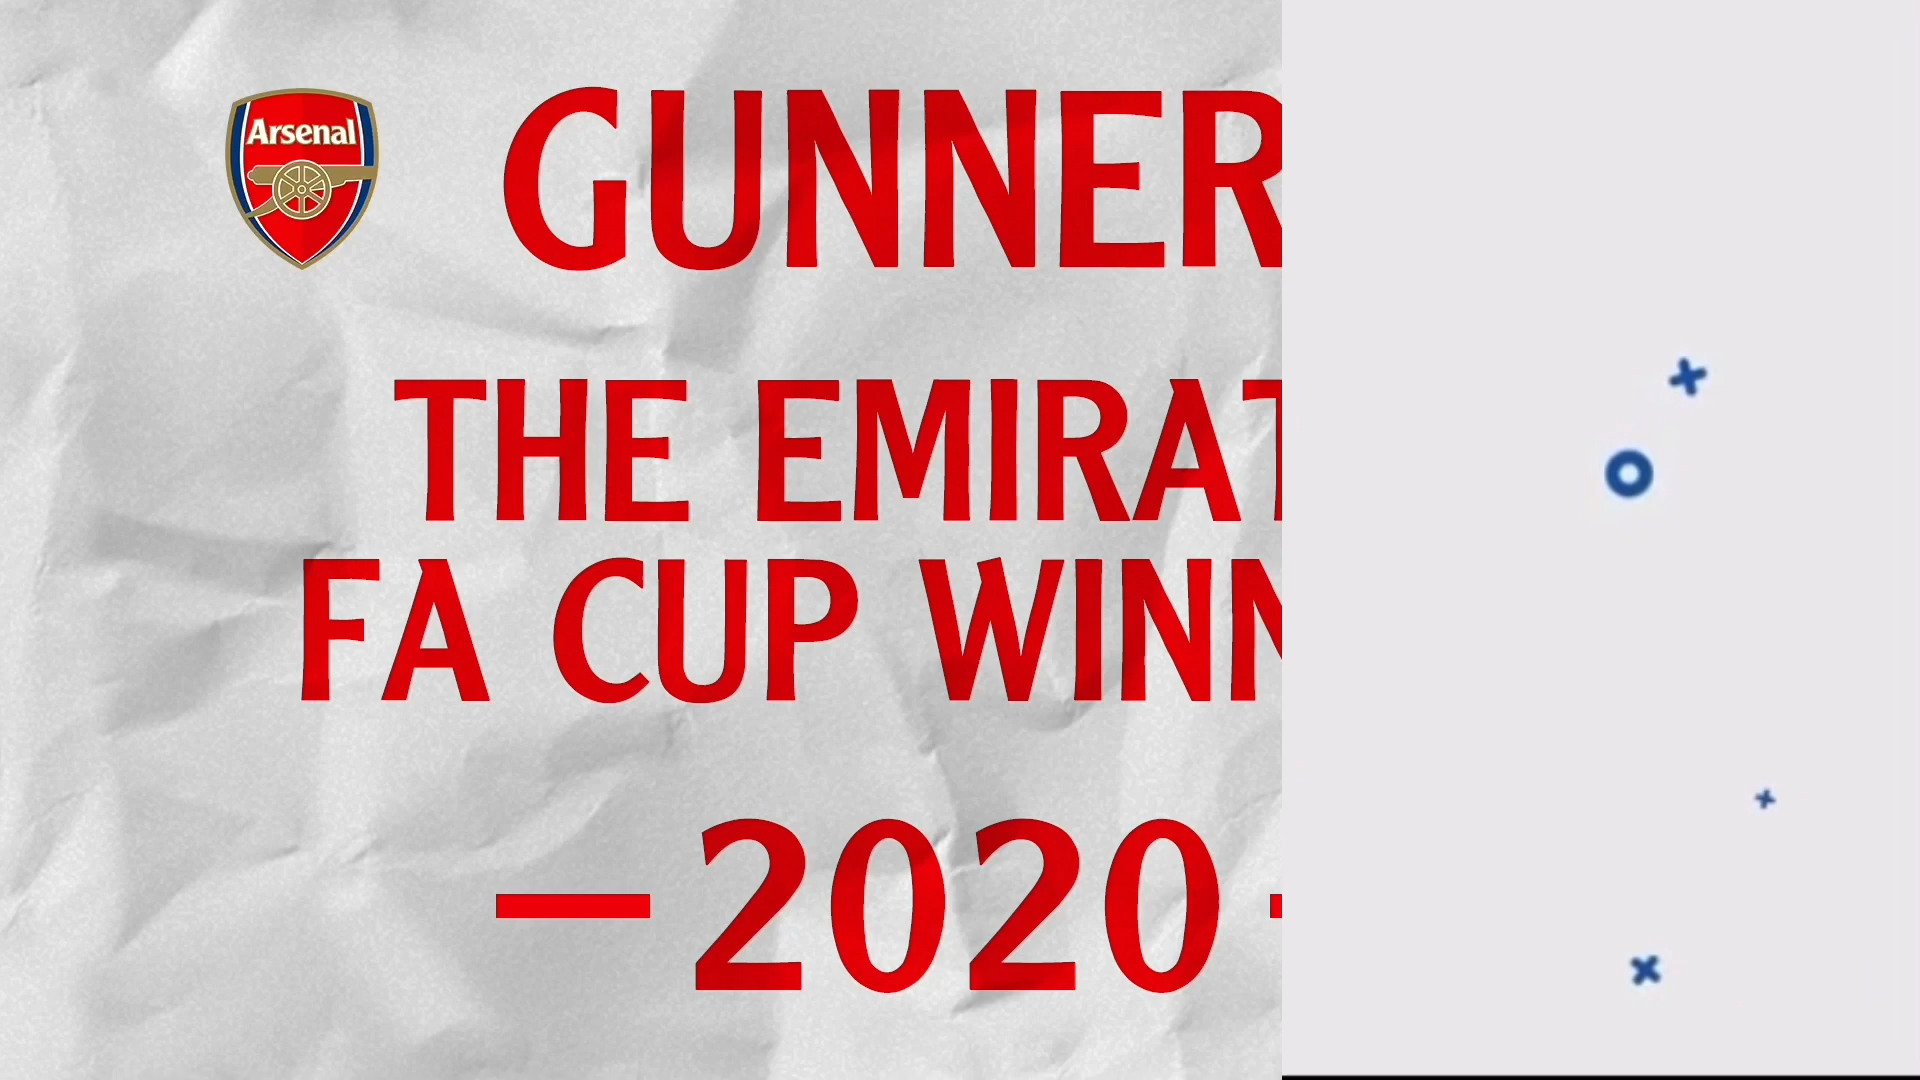 Arsenal
GUNNER
THE EMIRAT
FA CUP WINN
—2020-